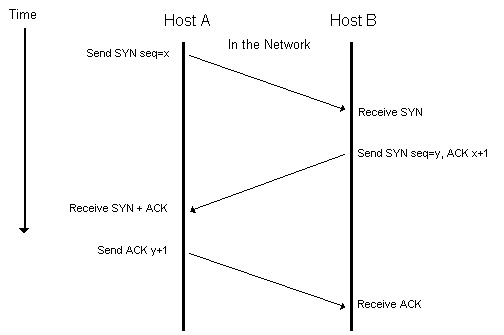 Time
Host A
Host B
In the Network
Send SYN seq=x
Receive SYN
Send SYN seq=y, ACK x+1
Receive SYN + ACK
Send ACK y+1
Receive ACK